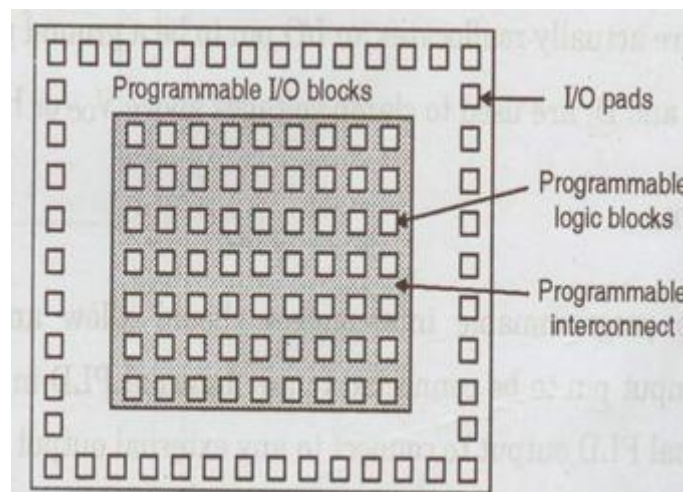 Programmable I/O blocks
I/O pads
Programmable
logic blocks
Programmable
interconnect